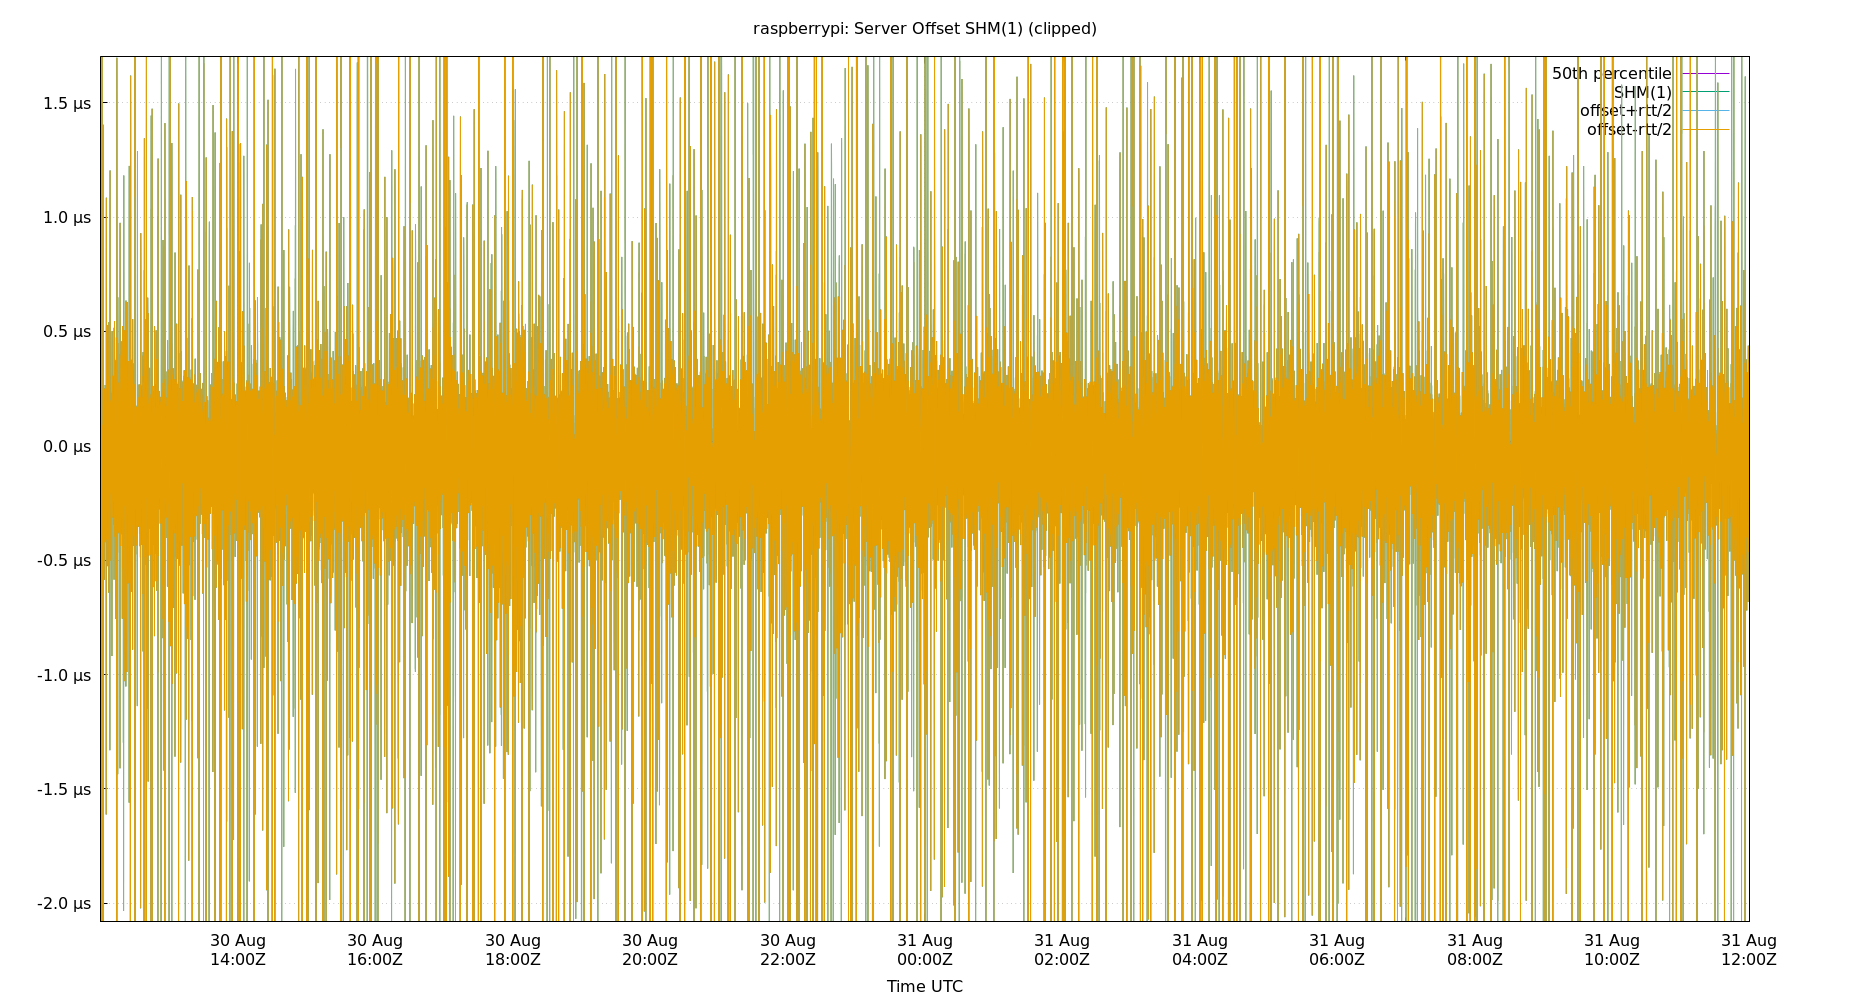 raspberrypi: Server Offset SHM(1) (clipped)
50th percentile
SHM(1)
offset+rtt/2
offset-rtt/2
1.5 µs
1.0 µs
0.5 µs
0.0 µs
-0.5 µs
-1.0 µs
-1.5 µs
-2.0 µs
30 Aug 30 Aug 30 Aug 30 Aug 30 Aug 31 Aug 31 Aug 31 Aug 31 Aug 31 Aug 31 Aug 31 Aug
14:00Z 16:00Z 18:00Z 20:00Z 22:00Z 00:00Z 02:00Z 04:00Z 06:00Z 08:00Z 10:00Z 12:00Z
Time UTC